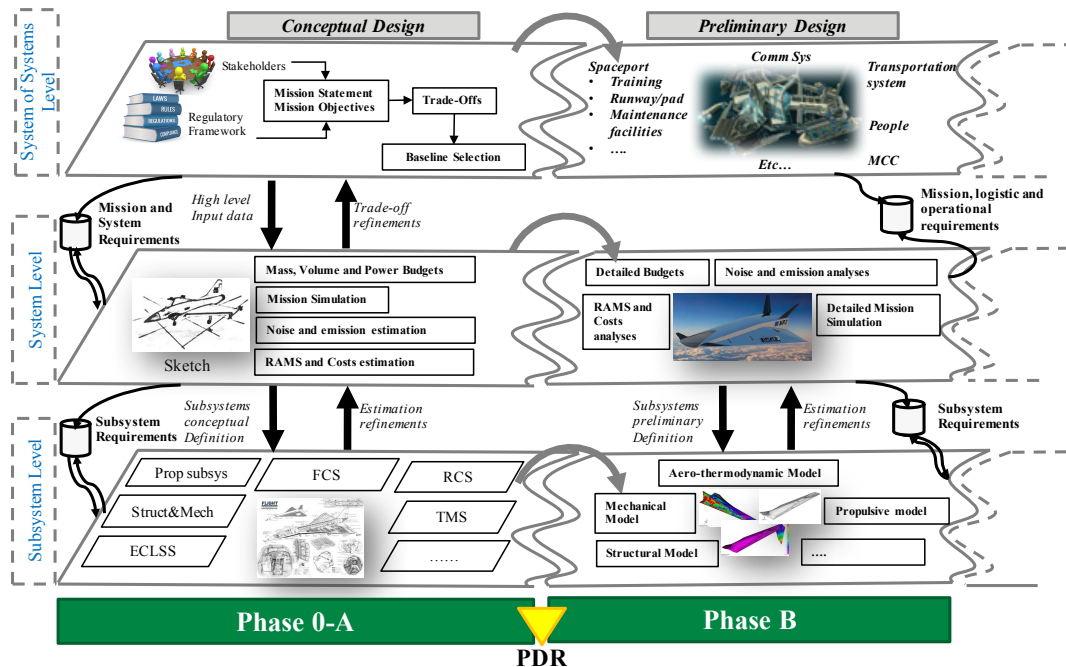 Conceptual Design
Preliminary Design
System of Systems
Level
Stakeholders
LAWS
RULES
REGULATIONS
COMPLIANCE
Regulatory
Framework
Mission Statement
Mission Objectives
Trade-Offs
Baseline Selection
Spaceport
• Training
• Runway/pad
• Maintenance
facilities
• ….
Comm Sys
Etc…
Transportation
system
People
MCC
Mission and
System
Requirements
High level
Input data
Trade-off
refinements
Mission, logistic and
operational
requirements
System Level
Sketch
Mass, Volume and Power Budgets
Mission Simulation
Noise and emission estimation
RAMS and Costs estimation
Detailed Budgets
Noise and emission analyses
RAMS and
Costs
analyses
Detailed Mission
Simulation
Subsystem
Requirements
Subsystems
conceptual
Definition
Estimation
refinements
Subsystems
preliminary
Definition
Estimation
refinements
Subsystem
Requirements
Subsystem Level
Prop subsys
FCS
RCS
Struct&Mech
TMS
ECLSS
……
FLIGHT
Aero-thermodynamic Model
Mechanical
Model
Propulsive model
Structural Model
….
Phase 0-A
Phase B
PDR